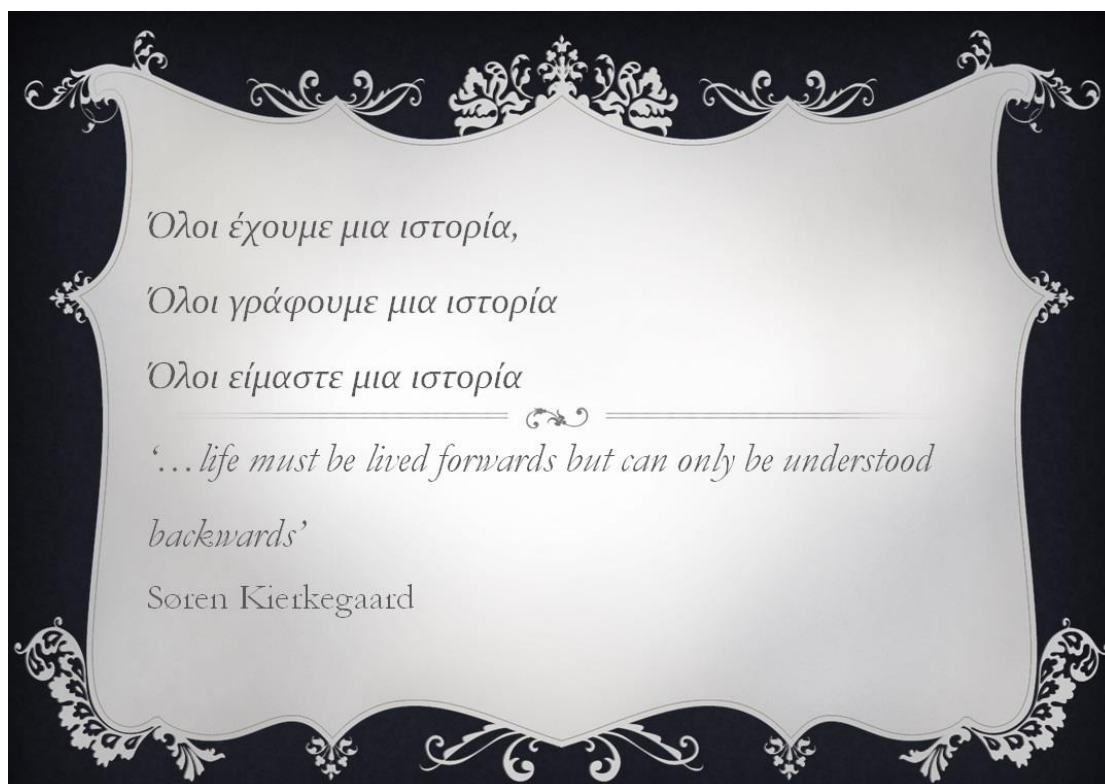 Όλοι έχουμε μια ιστορία,
Όλοι γράφουμε μια ιστορία
Όλοι είμαστε μια ιστορία
‘…life must be lived forwards but can only be understood
backwards’
Søren Kierkegaard